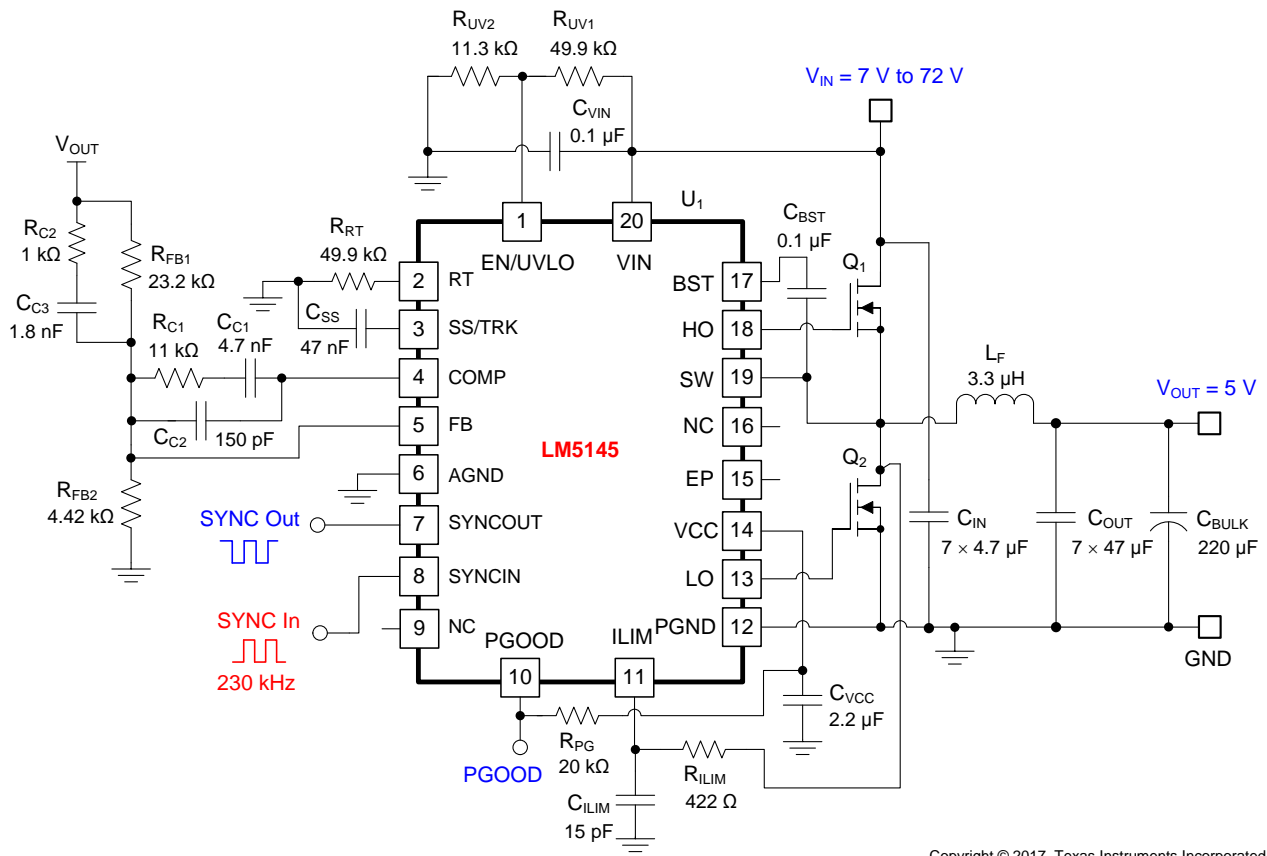 R_UV2
11.3 kΩ
R_UV1
49.9 kΩ
V_IN = 7 V to 72 V
C_VIN
0.1 µF
V_OUT
R_C2
1 kΩ
R_FB1
23.2 kΩ
C_C3
1.8 nF
R_RT
49.9 kΩ
C_SS
47 nF
R_C1
11 kΩ
C_C1
4.7 nF
C_C2
150 pF
R_FB2
4.42 kΩ
SYNC Out
SYNC In
230 kHz
U_1
1
EN/UVLO
20
VIN
2
RT
3
SS/TRK
4
COMP
5
FB
6
AGND
7
SYNCOUT
8
SYNCIN
9
NC
LM5145
BST
17
HO
18
SW
19
NC
16
EP
15
VCC
14
LO
13
PGND
12
PGOOD
10
ILIM
11
C_BST
0.1 µF
Q_1
Q_2
L_F
3.3 µH
V_OUT = 5 V
C_IN
7 × 4.7 µF
C_OUT
7 × 47 µF
C_BULK
220 µF
GND
C_VCC
2.2 µF
R_PG
20 kΩ
PGOOD
R_ILIM
422 Ω
C_ILIM
15 pF
Copyright © 2017, Texas Instruments Incorporated